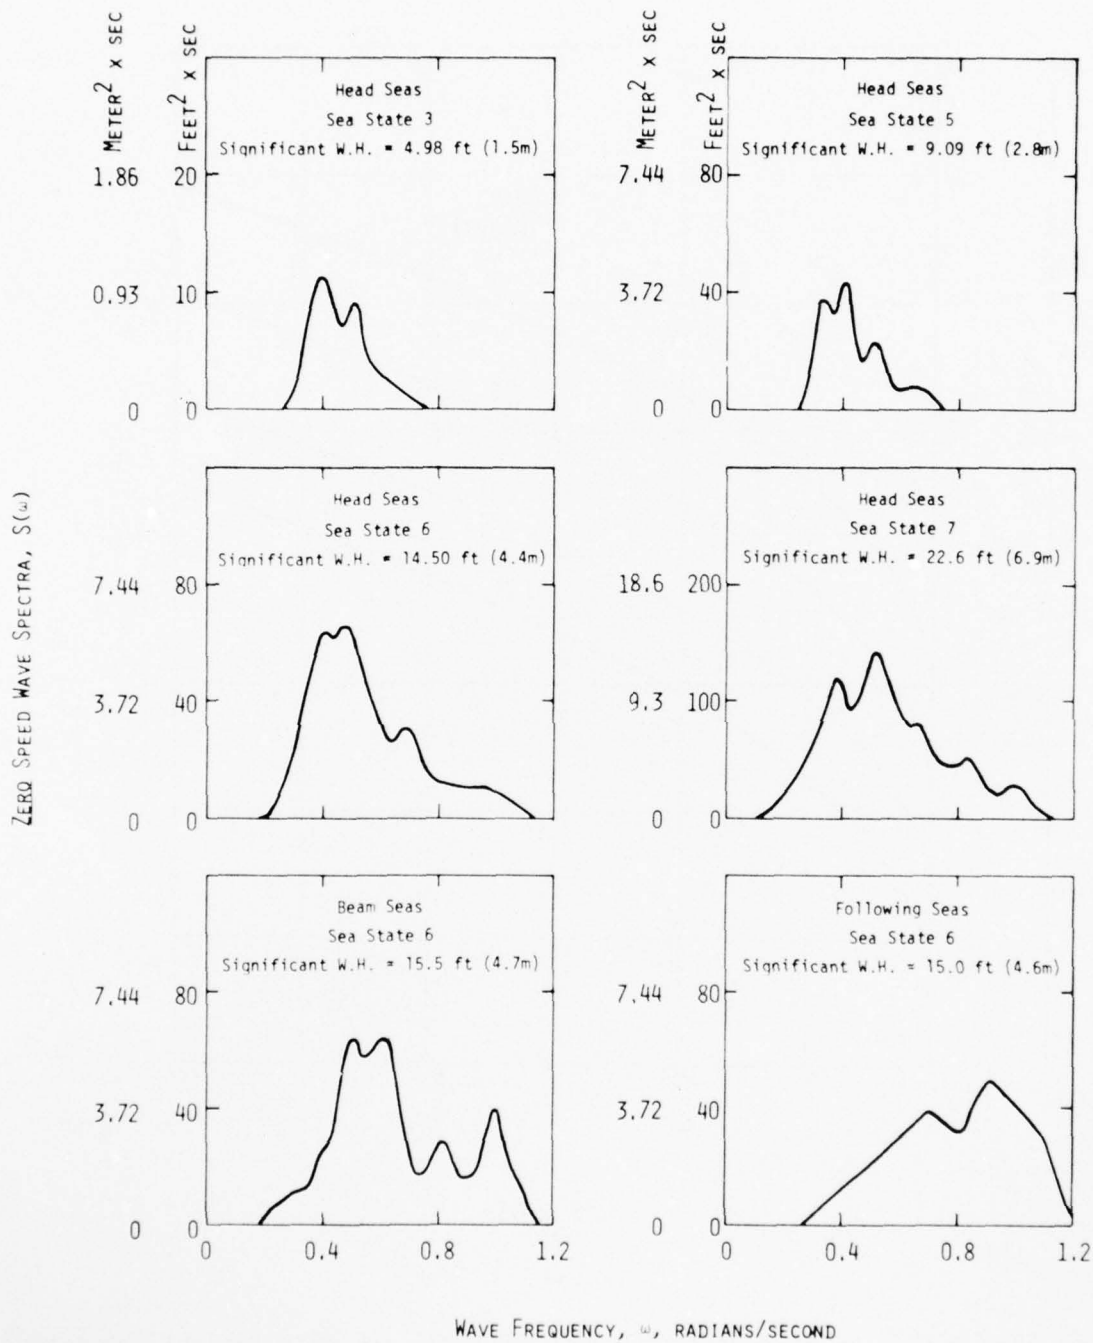 ZERO SPEED WAVE SPECTRA, S(ω)
METER² X SEC
FEET² X SEC
Head Seas
Sea State 3
Significant W.H. = 4.98 ft (1.5m)
1.86 20
0.93 10
0 0
METER² X SEC
FEET² X SEC
Head Seas
Sea State 5
Significant W.H. = 9.09 ft (2.8m)
7.44 80
3.72 40
0 0
Head Seas
Sea State 6
Significant W.H. = 14.50 ft (4.4m)
7.44 80
3.72 40
0 0
Head Seas
Sea State 7
Significant W.H. = 22.6 ft (6.9m)
18.6 200
9.3 100
0 0
Beam Seas
Sea State 6
Significant W.H. = 15.5 ft (4.7m)
7.44 80
3.72 40
0 0
0 0.4 0.8 1.2
Following Seas
Sea State 6
Significant W.H. = 15.0 ft (4.6m)
7.44 80
3.72 40
0 0
0 0.4 0.8 1.2
WAVE FREQUENCY, ω, RADIANS/SECOND